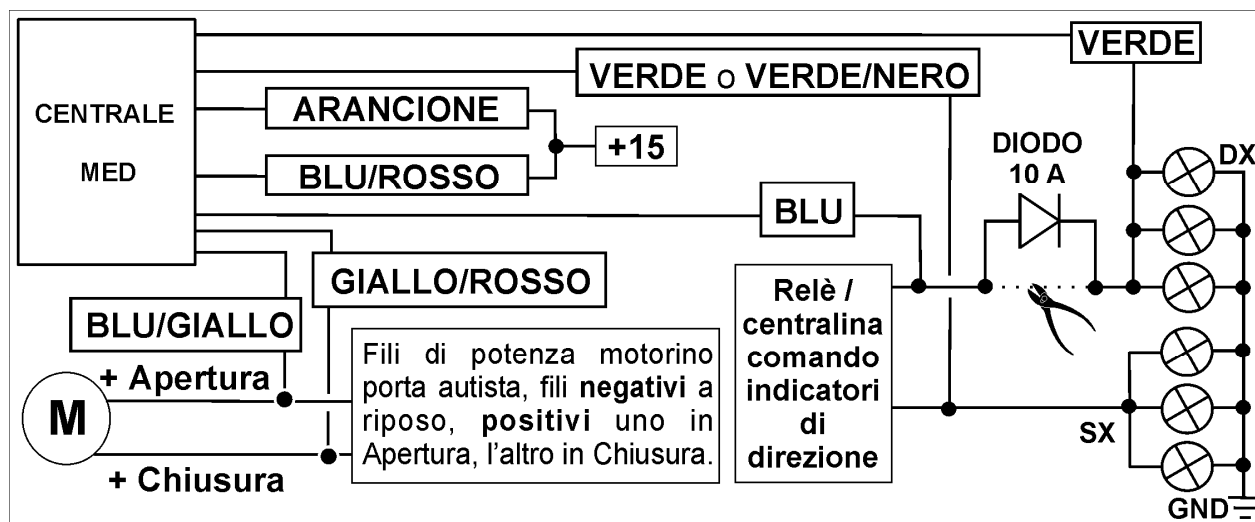 VERDE
CENTRALE
MED
VERDE o VERDE/NERO
ARANCIONE
+15
BLU/ROSSO
DIODO
10 A
DX
BLU
GIALLO/ROSSO
BLU/GIALLO
+ Apertura
M
+ Chiusura
Fili di potenza motorino
porta autista, fili negativi a
riposo, positivi uno in
Apertura, l'altro in Chiusura.
Relè /
centralina
comando
indicatori
di
direzione
SX
GND